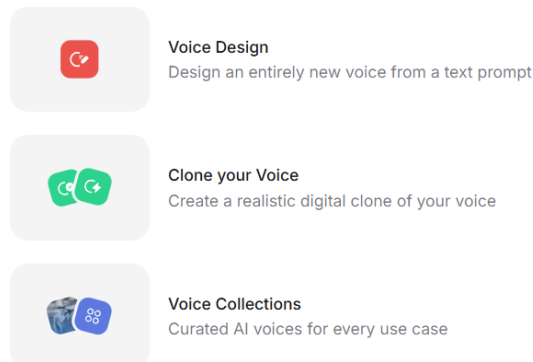 Voice Design
Design an entirely new voice from a text prompt
Clone your Voice
Create a realistic digital clone of your voice
Voice Collections
Curated AI voices for every use case